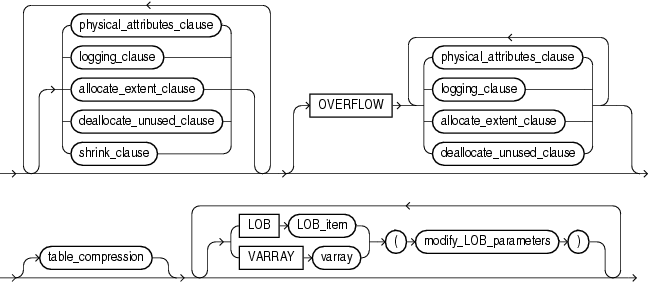 physical_attributes_clause
logging_clause
allocate_extent_clause
deallocate_unused_clause
shrink_clause
OVERFLOW
physical_attributes_clause
logging_clause
allocate_extent_clause
deallocate_unused_clause
table_compression
LOB LOB_item
VARRAY varray
( modify_LOB_parameters )